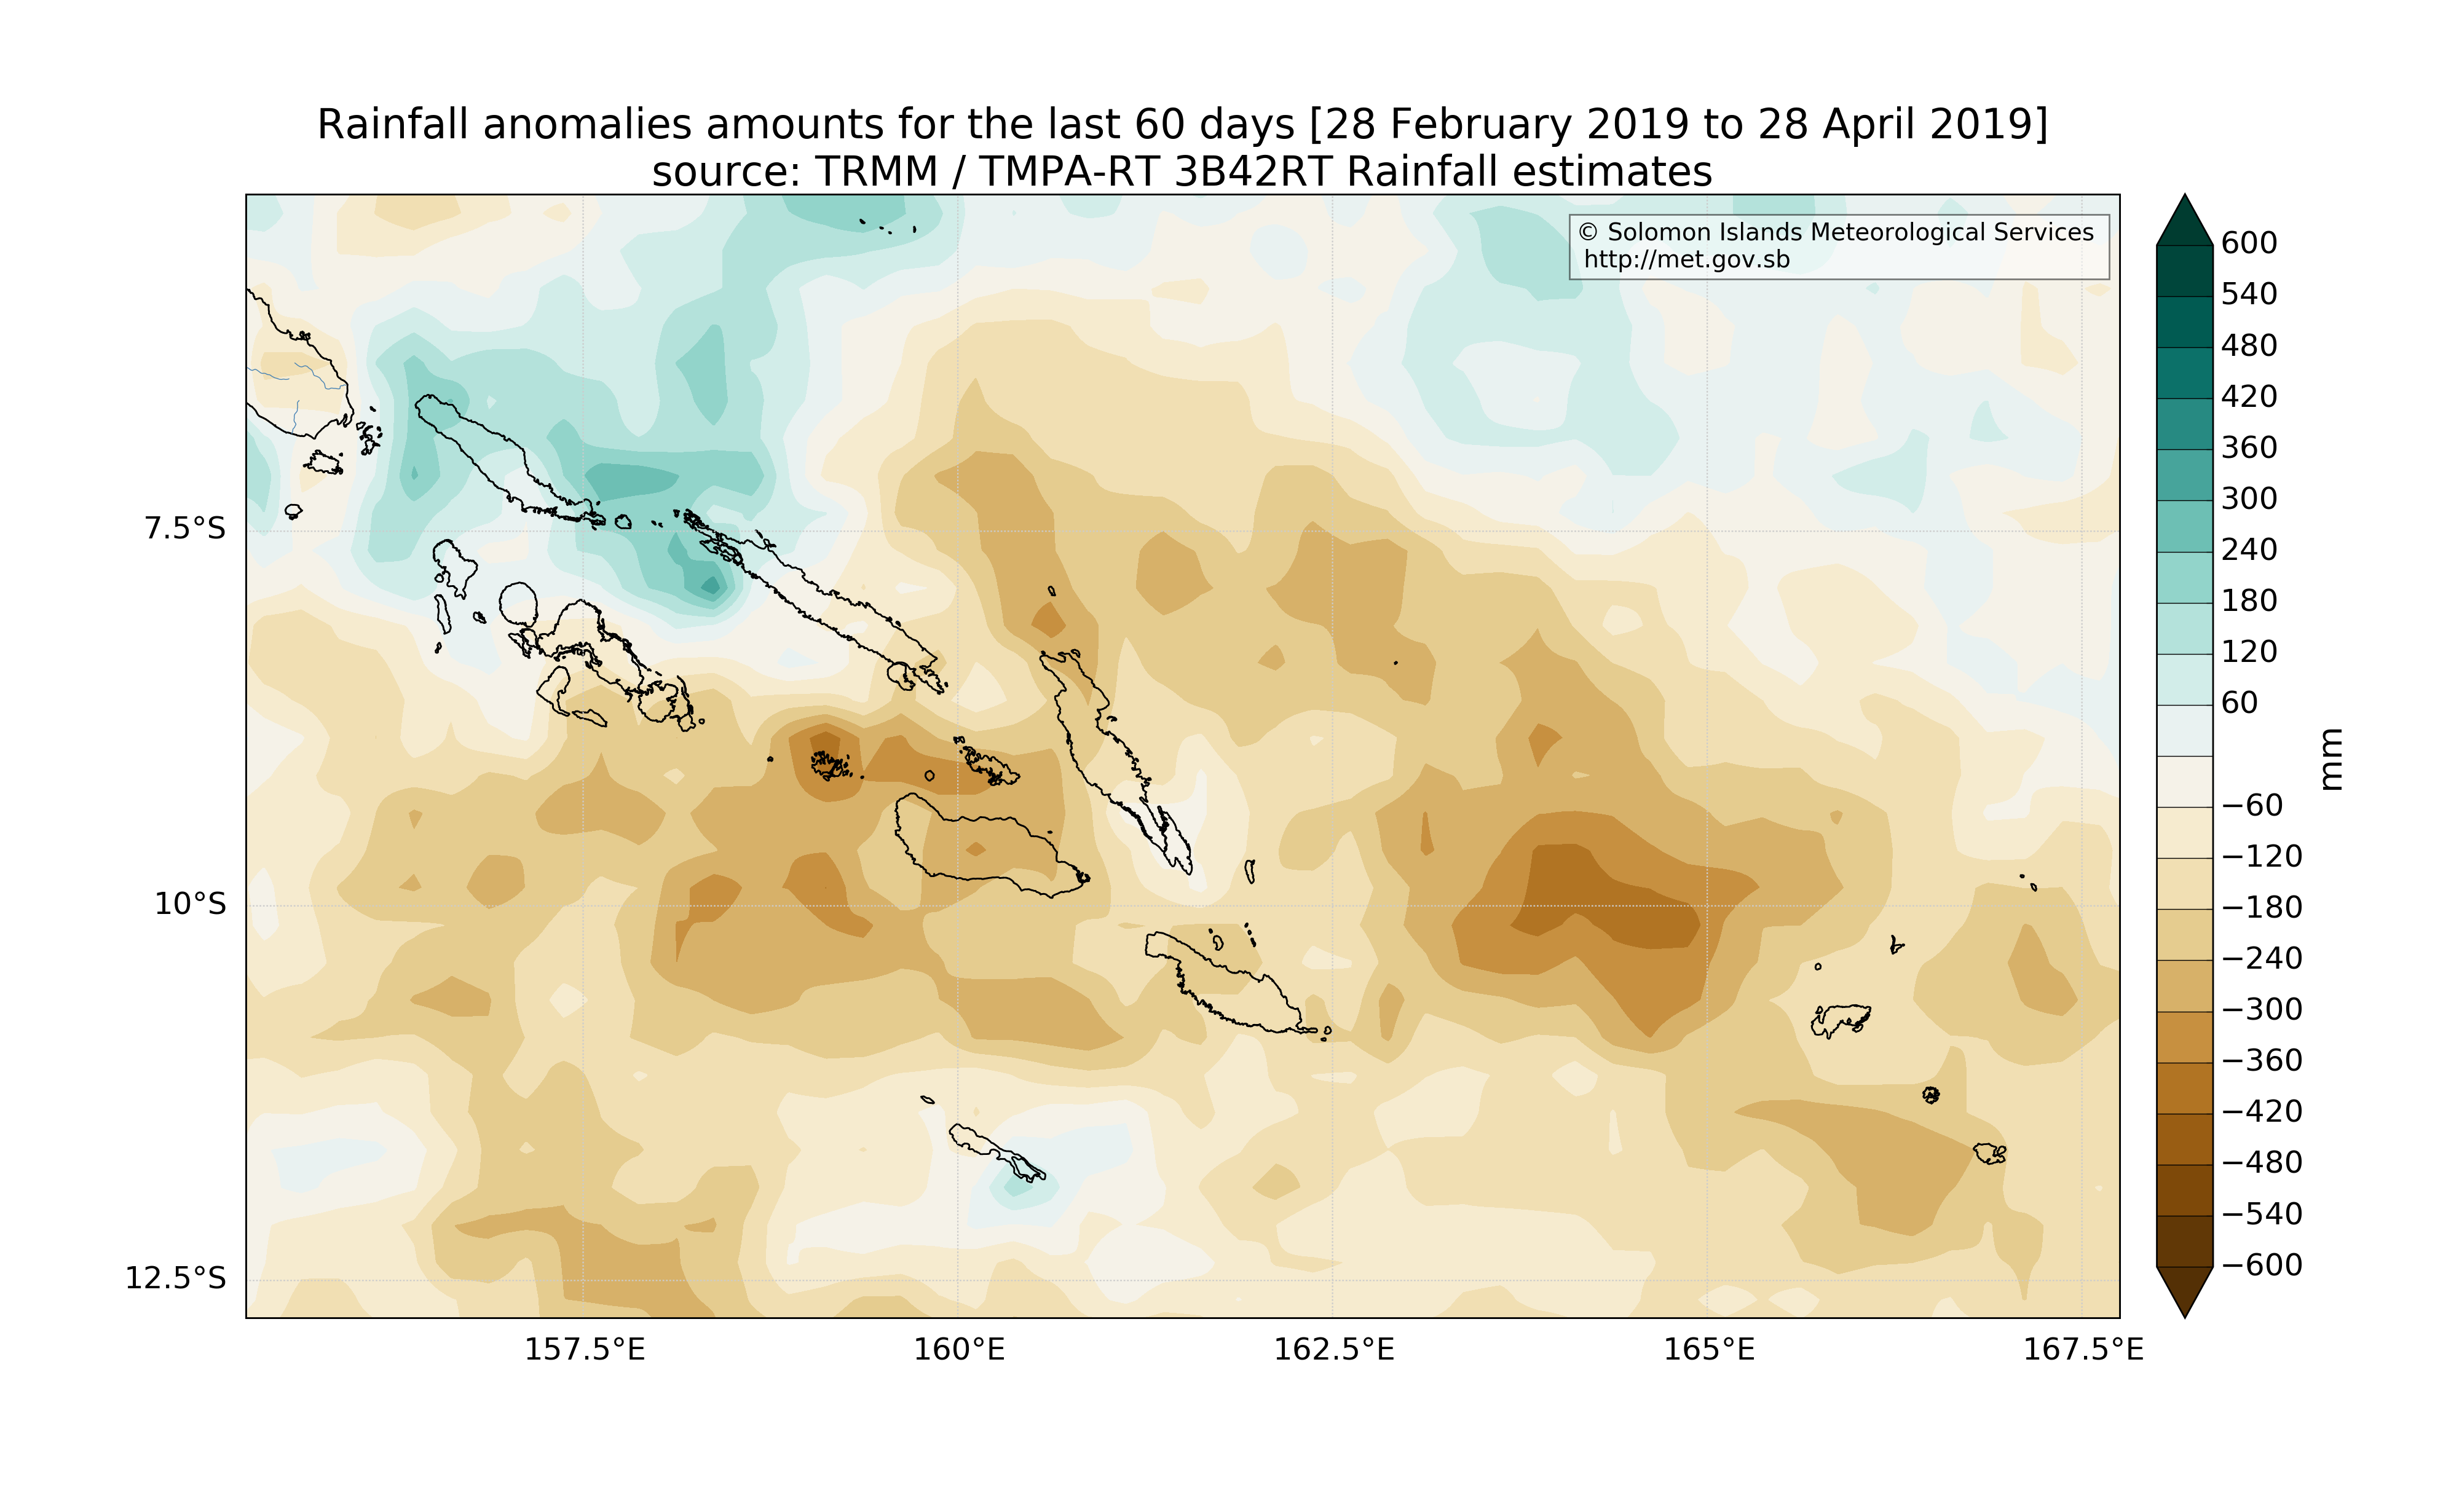 Rainfall anomalies amounts for the last 60 days [28 February 2019 to 28 April 2019]
source: TRMM / TMPA-RT 3B42RT Rainfall estimates
© Solomon Islands Meteorological Services
http://met.gov.sb
7.5°S
10°S
12.5°S
157.5°E
160°E
162.5°E
165°E
167.5°E
600
540
480
420
360
300
240
180
120
60
−60
−120
−180
−240
−300
−360
−420
−480
−540
−600
mm